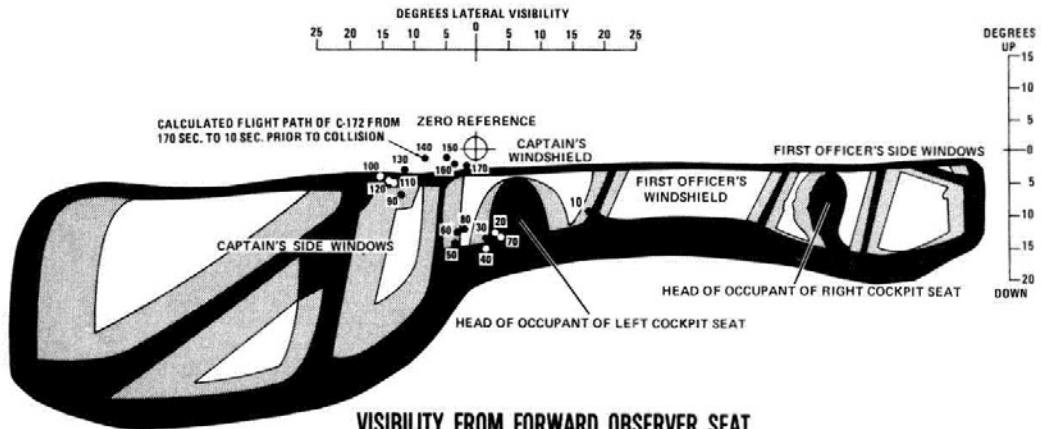 DEGREES LATERAL VISIBILITY
25 20 15 10 5 0 5 10 15 20 25
DEGREES
UP
15
10
5
0
5
10
15
20
DOWN
CALCULATED FLIGHT PATH OF C-172 FROM
170 SEC. TO 10 SEC. PRIOR TO COLLISION
ZERO REFERENCE
140 150
CAPTAIN'S
WINDSHIELD
FIRST OFFICER'S SIDE WINDOWS
100 130 160 170
120 110
90
FIRST OFFICER'S
WINDSHIELD
10
60 80 30 20
50 40 70
CAPTAIN'S SIDE WINDOWS
HEAD OF OCCUPANT OF RIGHT COCKPIT SEAT
HEAD OF OCCUPANT OF LEFT COCKPIT SEAT
VISIBILITY FROM FORWARD OBSERVER SEAT